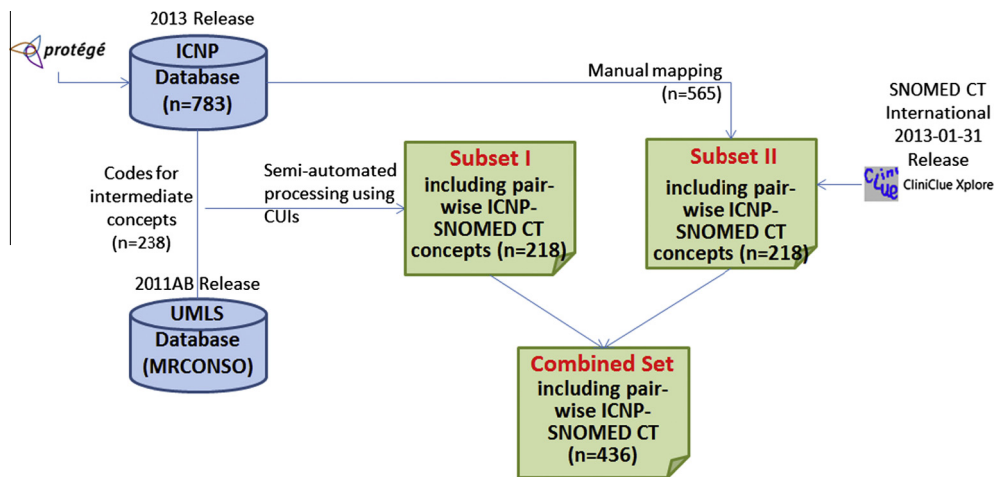 protégé
2013 Release
ICNP
Database
(n=783)
Manual mapping
(n=565)
SNOMED CT
International
2013-01-31
Release
CliniClue Xplore
Clini
CLUE
Codes for
intermediate
concepts
(n=238)
Semi-automated
processing using
CUIs
Subset I
including pair-
wise ICNP-
SNOMED CT
concepts (n=218)
Subset II
including pair-
wise ICNP-
SNOMED CT
concepts (n=218)
2011AB Release
UMLS
Database
(MRCONSO)
Combined Set
including pair-
wise ICNP-
SNOMED CT
(n=436)